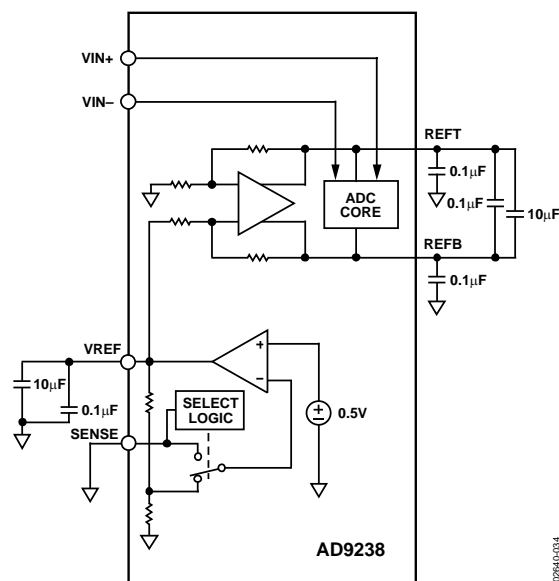 VIN+
VIN–
REFT
0.1μF
ADC
CORE
0.1μF
10μF
REFB
0.1μF
VREF
10μF
0.1μF
SELECT
LOGIC
+
–
0.5V
+
–
SENSE
AD9238
02640-034